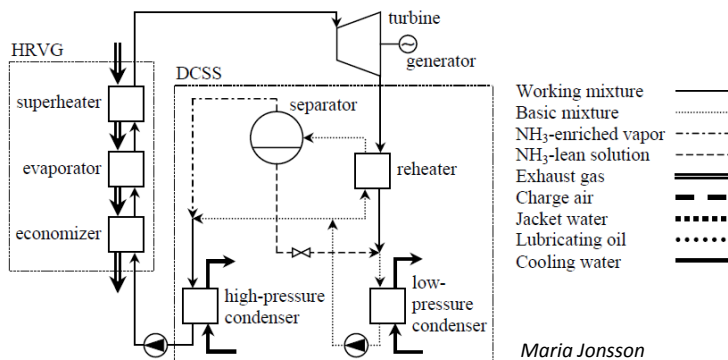 turbine
HRVG
generator
DCSS
superheater
separator
evaporator
reheater
economizer
high-pressure
condenser
low-
pressure
condenser
Working mixture
Basic mixture
NH₃-enriched vapor
NH₃-lean solution
Exhaust gas
Charge air
Jacket water
Lubricating oil
Cooling water
Maria Jonsson